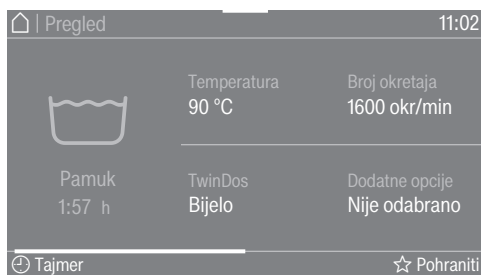 | Pregled 11:02
Temperatura Broj okretaja
90 °C 1600 okr/min
Pamuk TwinDos Dodatne opcije
1:57 h Bijelo Nije odabrano
Tajmer Pohraniti